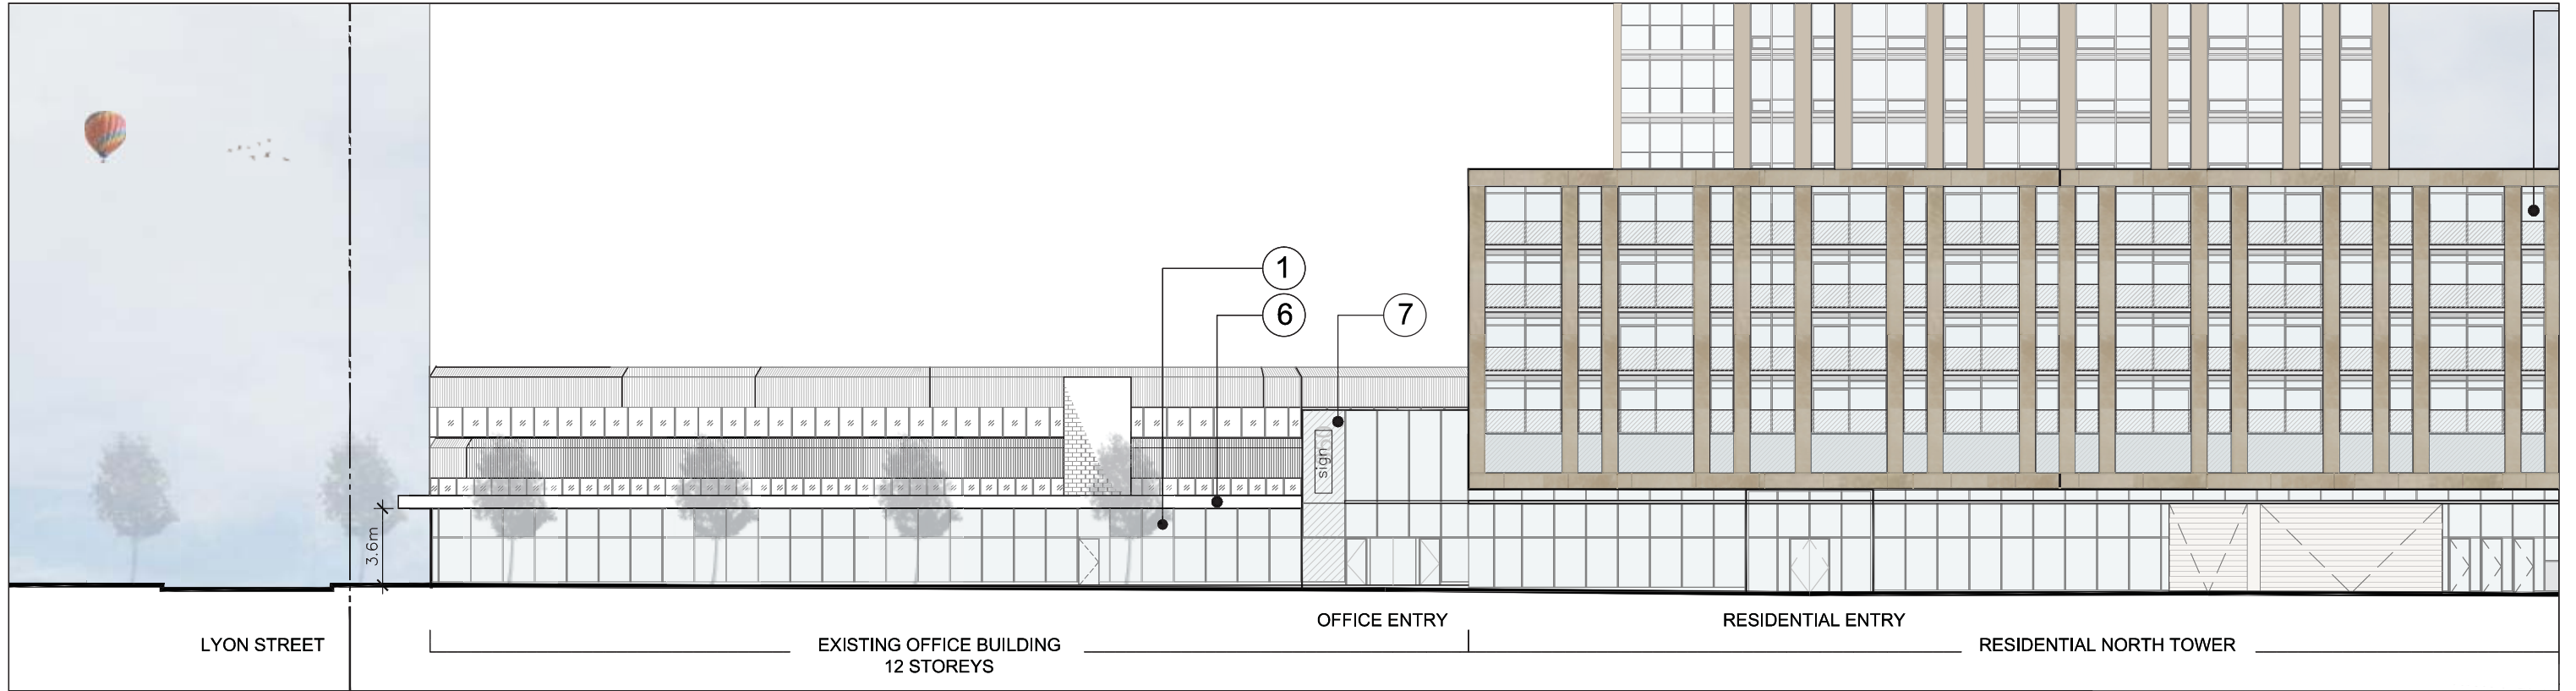 1
6
7
sign
3.6m
OFFICE ENTRY
RESIDENTIAL ENTRY
LYON STREET
EXISTING OFFICE BUILDING
12 STOREYS
RESIDENTIAL NORTH TOWER